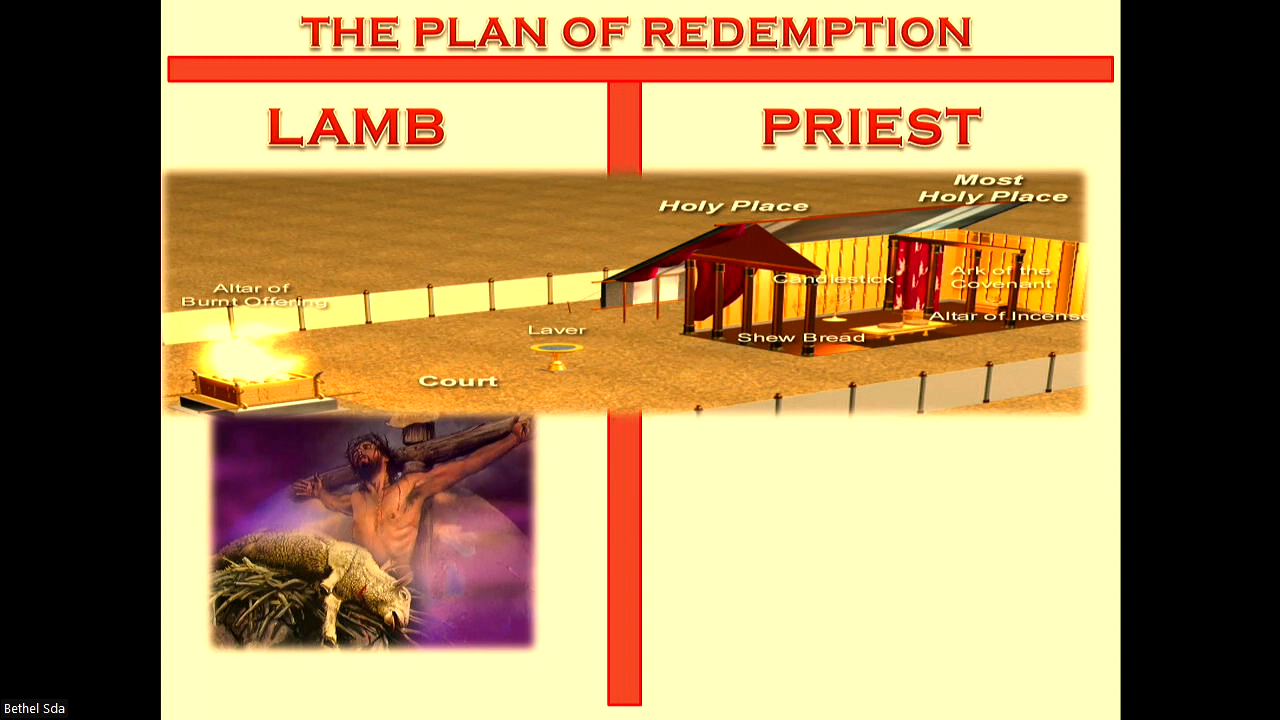 THE PLAN OF REDEMPTION
LAMB
PRIEST
Most
Holy Place
Holy Place
Altar of
Burnt Offering
Candlestick
Ark of the
Covenant
Altar of Incense
Laver
Shew Bread
Court
Bethel Sda